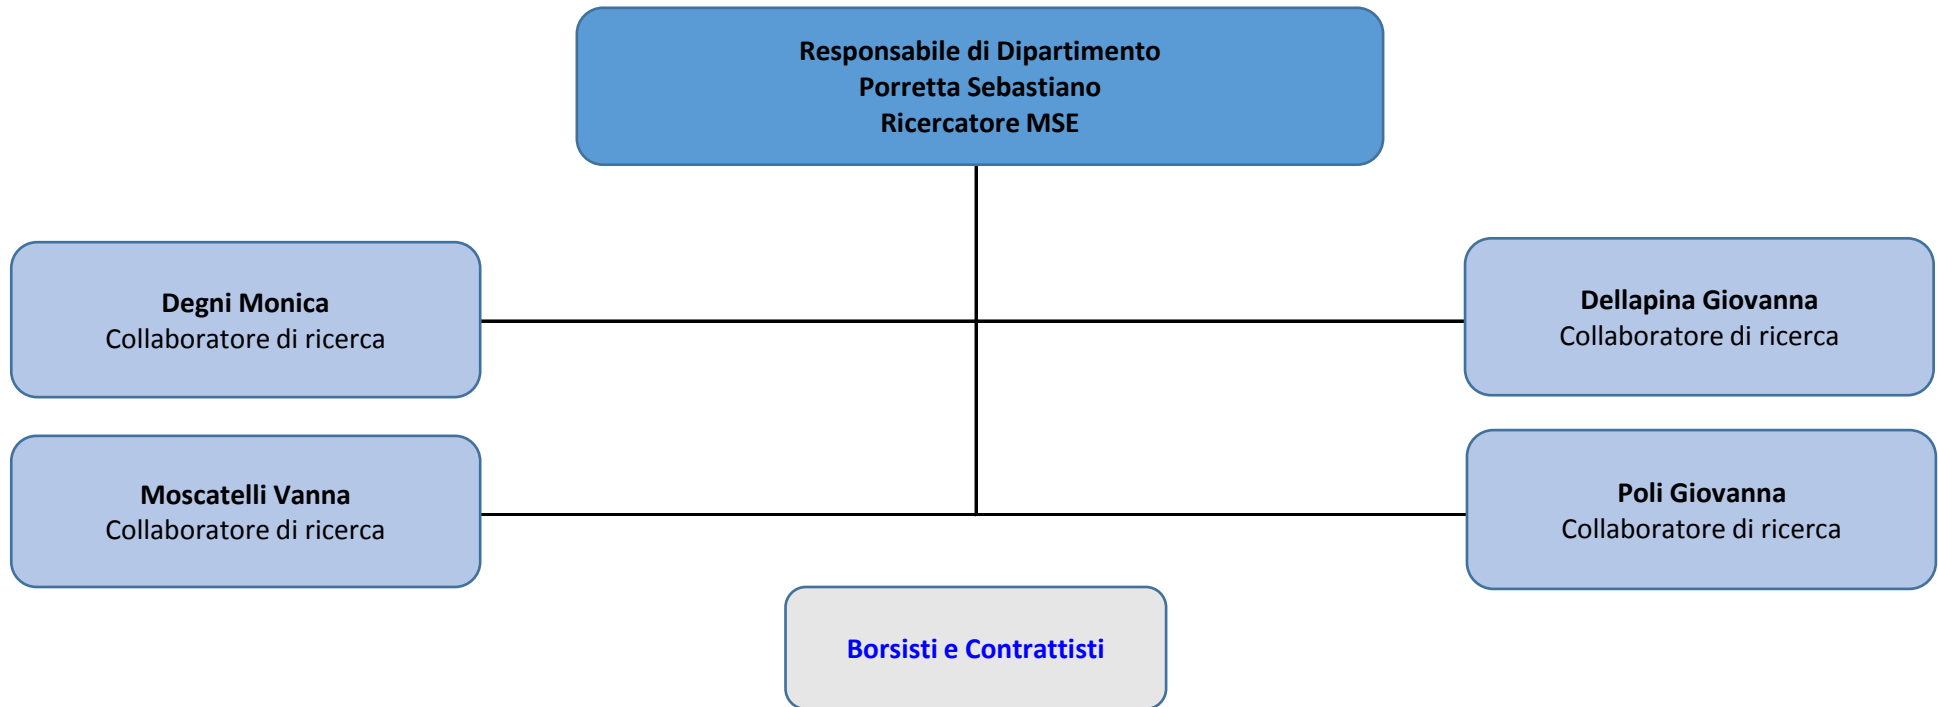 Responsabile di Dipartimento
Porretta Sebastiano
Ricercatore MSE
Degni Monica
Collaboratore di ricerca
Dellapina Giovanna
Collaboratore di ricerca
Moscatelli Vanna
Collaboratore di ricerca
Poli Giovanna
Collaboratore di ricerca
Borsisti e Contrattisti